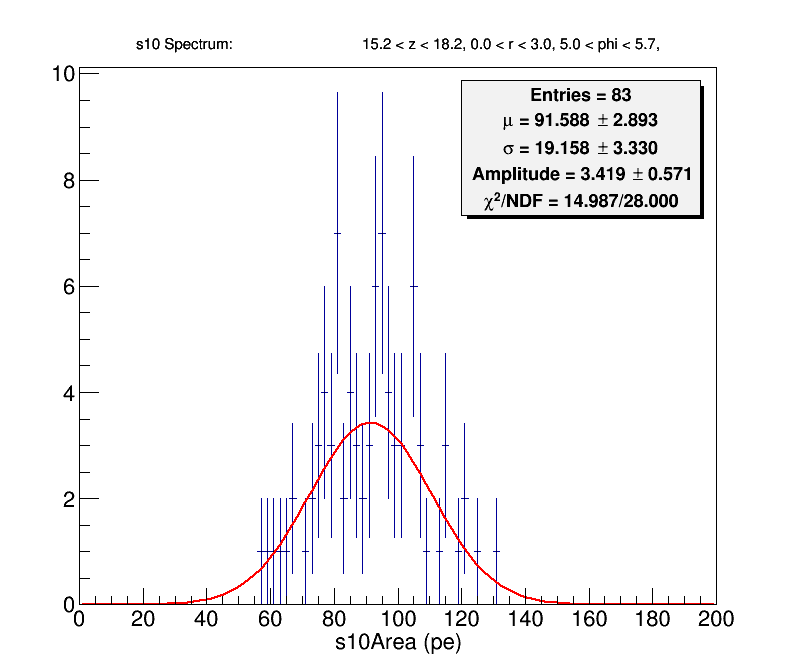 s10 Spectrum: 15.2 < z < 18.2, 0.0 < r < 3.0, 5.0 < phi < 5.7,
Entries = 83
μ = 91.588 ± 2.893
σ = 19.158 ± 3.330
Amplitude = 3.419 ± 0.571
χ²/NDF = 14.987/28.000
10
8
6
4
2
0
0 20 40 60 80 100 120 140 160 180 200
s10Area (pe)